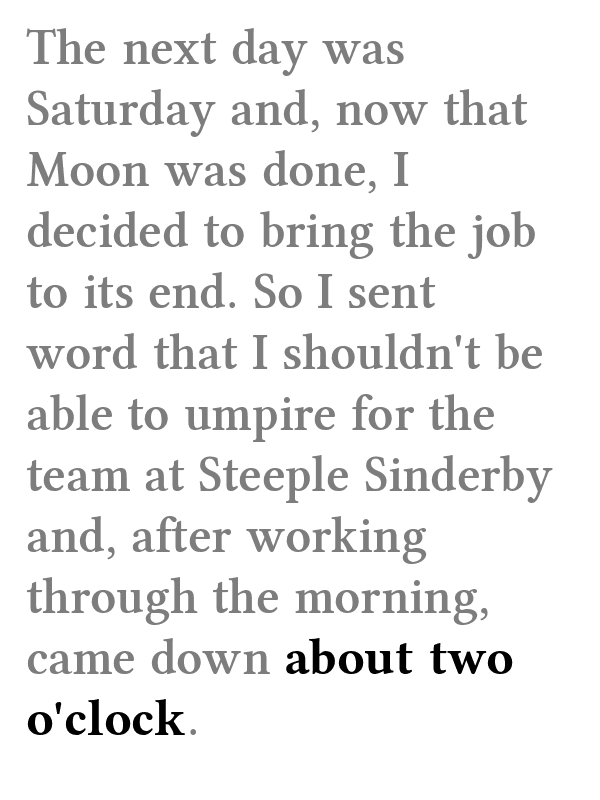 The next day was
Saturday and, now that
Moon was done, I
decided to bring the job
to its end. So I sent
word that I shouldn't be
able to umpire for the
team at Steeple Sinderby
and, after working
through the morning,
came down about two
o'clock.